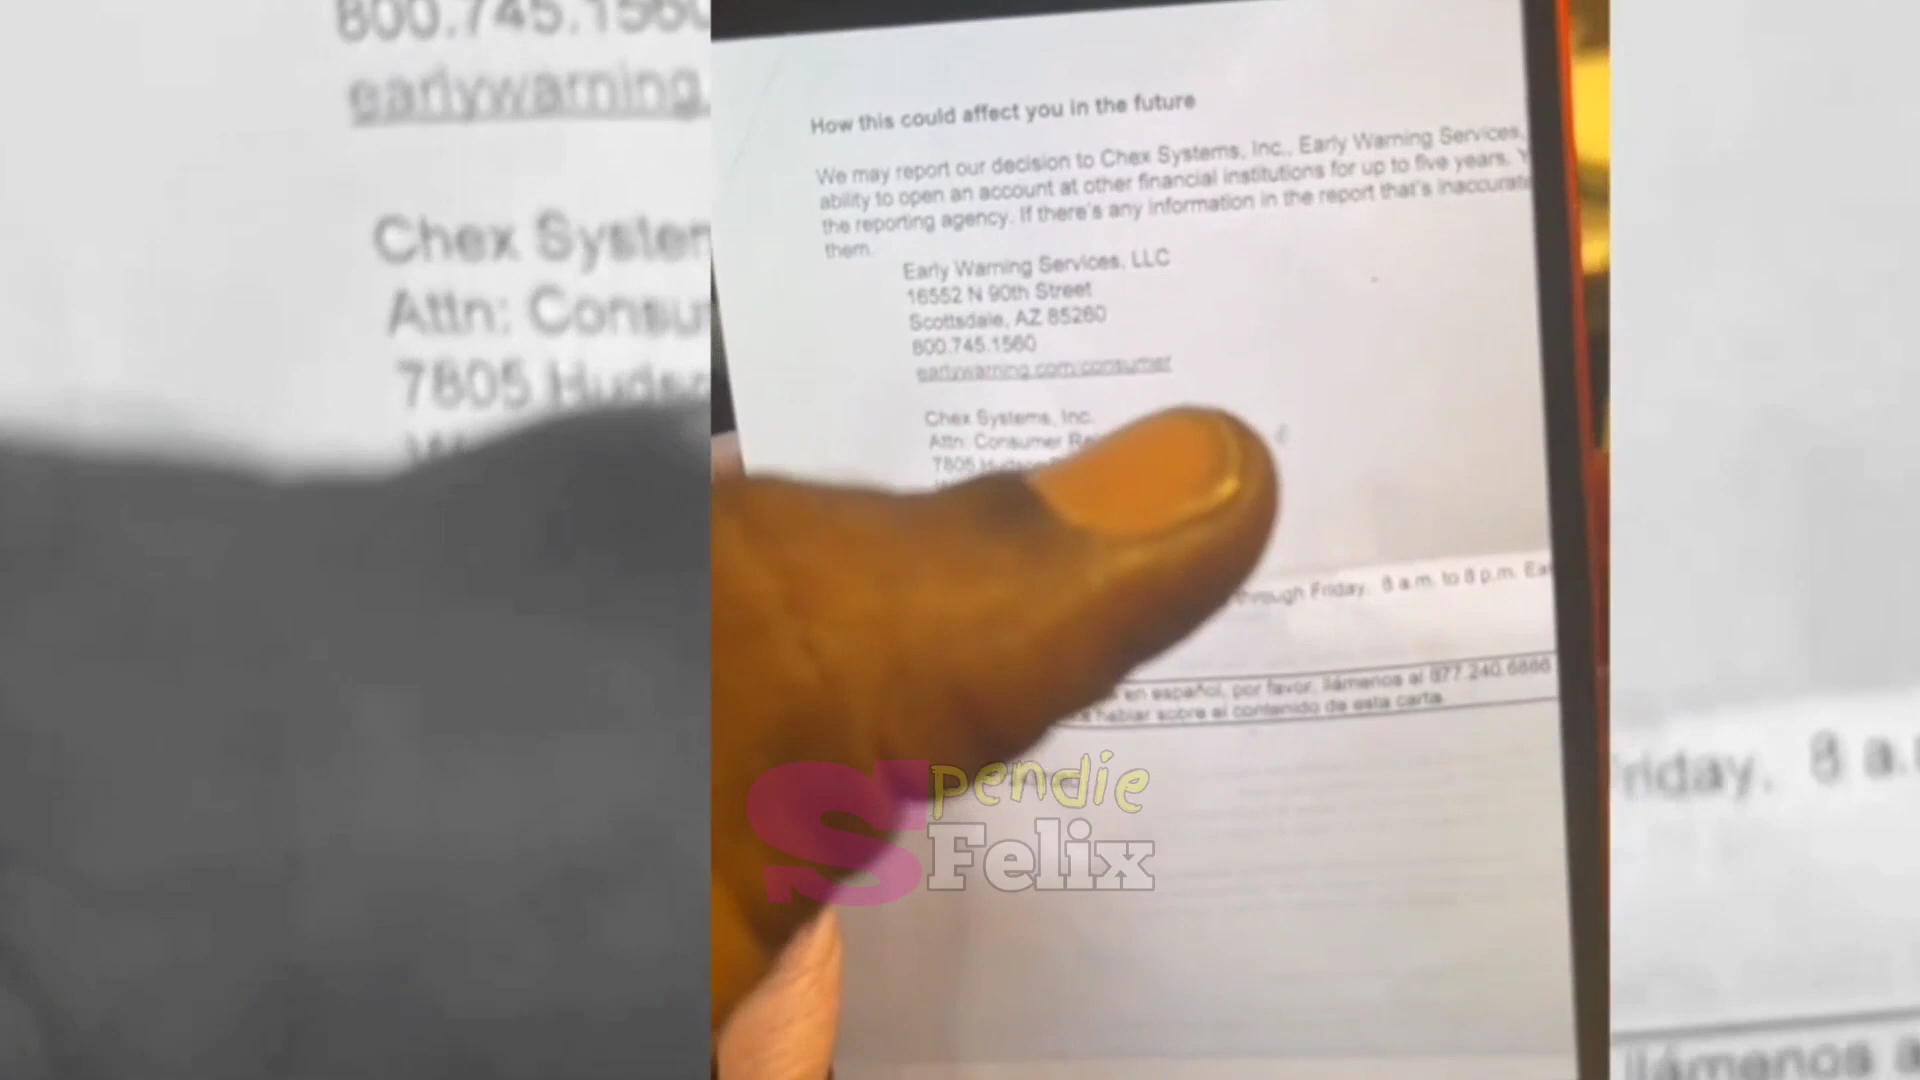 800.745.1560
earlywarning.
Chex System
Attn: Consu
7805 Hudso
How this could affect you in the future
We may report our decision to Chex Systems, Inc., Early Warning Services,
ability to open an account at other financial institutions for up to five years. Y
the reporting agency. If there's any information in the report that's inaccurate
them.
Early Warning Services, LLC
16552 N 90th Street
Scottsdale, AZ 85260
800.745.1560
earlywarning.com/consumer
Chex Systems, Inc.
Attn: Consumer Rel
7805 Hudson
through Friday, 8 a.m. to 8 p.m. Ea
en español, por favor, llámenos al 877.240.6886
hablar sobre el contenido de esta carta.
Spendie
Felix
riday, 8 a.
llámenos a